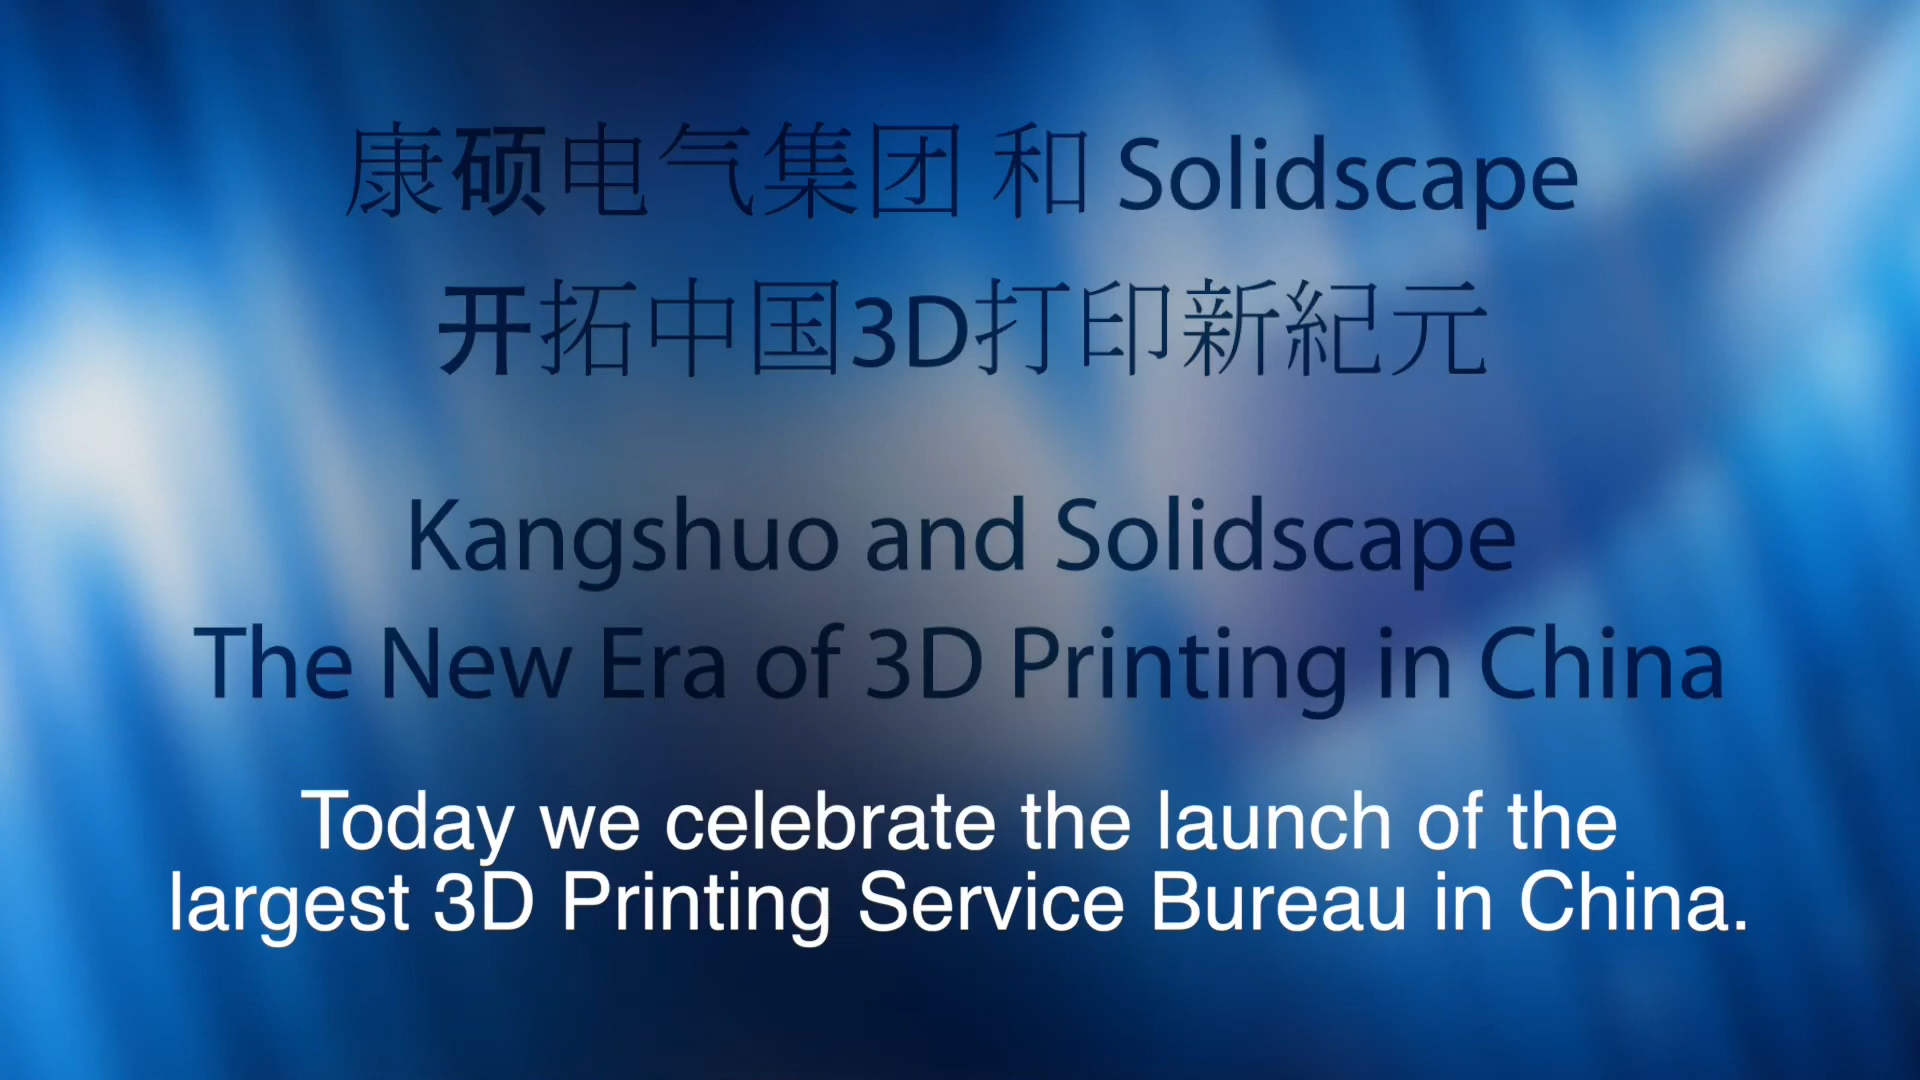 康硕电气集团 和 Solidscape
开拓中国3D打印新紀元
Kangshuo and Solidscape
The New Era of 3D Printing in China
Today we celebrate the launch of the
largest 3D Printing Service Bureau in China.